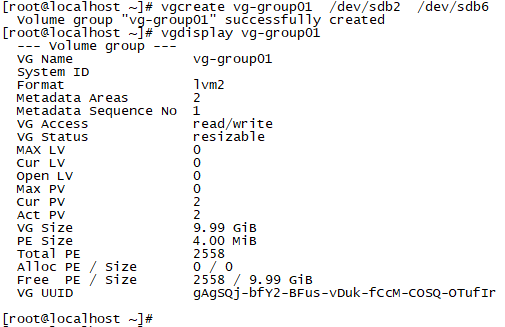 [root@localhost ~]# vgcreate vg-group01  /dev/sdb2  /dev/sdb6
  Volume group "vg-group01" successfully created
[root@localhost ~]# vgdisplay vg-group01
  --- Volume group ---
  VG Name               vg-group01
  System ID
  Format                lvm2
  Metadata Areas        2
  Metadata Sequence No  1
  VG Access             read/write
  VG Status             resizable
  MAX LV                0
  Cur LV                0
  Open LV               0
  Max PV                0
  Cur PV                2
  Act PV                2
  VG Size               9.99 GiB
  PE Size               4.00 MiB
  Total PE              2558
  Alloc PE / Size       0 / 0
  Free  PE / Size       2558 / 9.99 GiB
  VG UUID               gAgSQj-bfY2-BFus-vDuk-fCcM-COSQ-OTufIr
[root@localhost ~]#